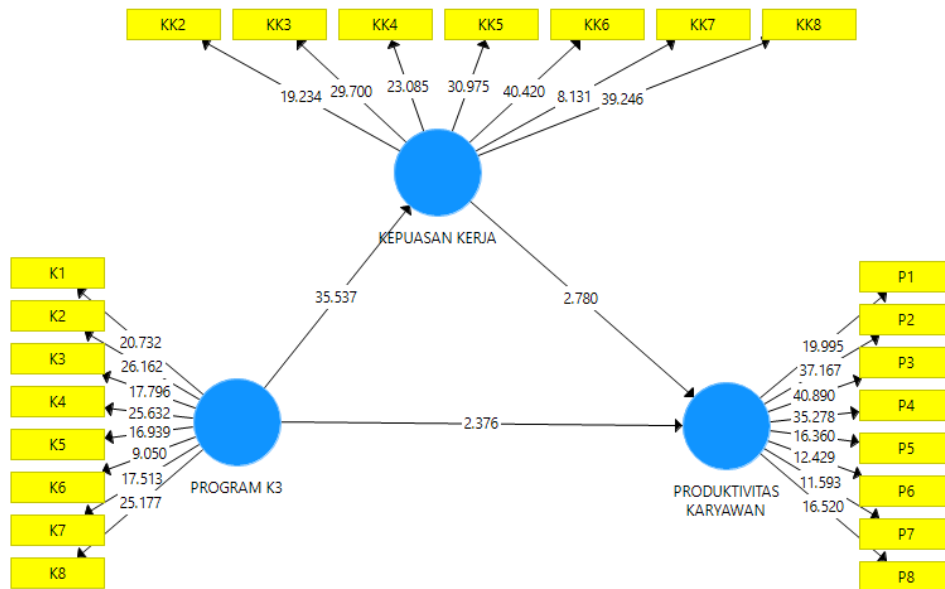 KK2 KK3 KK4 KK5 KK6 KK7 KK8
19.234 29.700 23.085 30.975 40.420 8.131 39.246
KEPUASAN KERJA
35.537
2.780
K1
K2
K3
K4
K5
K6
K7
K8
20.732
26.162
17.796
25.632
16.939
9.050
17.513
25.177
PROGRAM K3
2.376
PRODUKTIVITAS
KARYAWAN
19.995
37.167
40.890
35.278
16.360
12.429
11.593
16.520
P1
P2
P3
P4
P5
P6
P7
P8